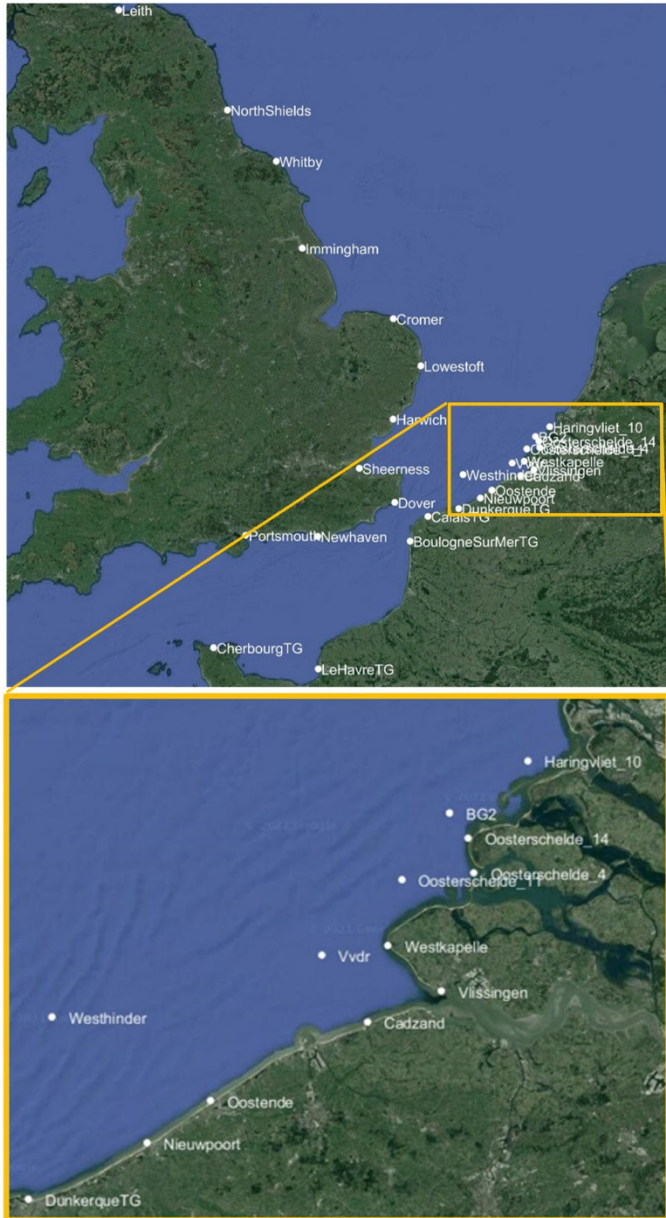 Leith
NorthShields
Whitby
Immingham
Cromer
Lowestoft
Harwich
Haringvliet_10
BG2
Oosterschelde_14
Oosterschelde_4
Westkapelle
Vlissingen
Westhinder
Cadzand
Sheerness
Oostende
Nieuwpoort
Dover
DunkerqueTG
CalaisTG
Portsmouth
Newhaven
BoulogneSurMerTG
CherbourgTG
LeHavreTG
Haringvliet_10
BG2
Oosterschelde_14
Oosterschelde_4
Oosterschelde_11
Westkapelle
Vvdr
Vlissingen
Westhinder
Cadzand
Oostende
Nieuwpoort
DunkerqueTG